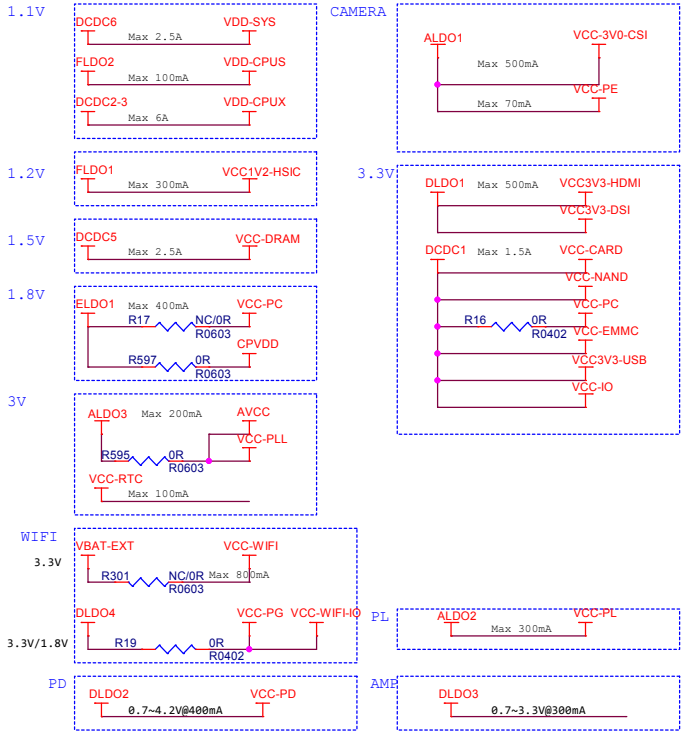 1.1V
DCDC6 VDD-SYS
Max 2.5A
FLDO2 VDD-CPUS
Max 100mA
DCDC2-3 VDD-CPUX
Max 6A
1.2V
FLDO1 VCC1V2-HSIC
Max 300mA
1.5V
DCDC5 VCC-DRAM
Max 2.5A
1.8V
ELDO1 Max 400mA VCC-PC
R17 NC/0R
R0603
CPVDD
R597 0R
R0603
3V
ALDO3 Max 200mA AVCC
VCC-PLL
R595 0R
R0603
VCC-RTC
Max 100mA
WIFI
3.3V
VBAT-EXT VCC-WIFI
R301 NC/0R Max 800mA
R0603
3.3V/1.8V
DLDO4 VCC-PG VCC-WIFI-IO
R19 0R
R0402
PD
DLDO2 VCC-PD
0.7~4.2V@400mA
CAMERA
ALDO1 VCC-3V0-CSI
Max 500mA
VCC-PE
Max 70mA
3.3V
DLDO1 Max 500mA VCC3V3-HDMI
VCC3V3-DSI
DCDC1 Max 1.5A VCC-CARD
VCC-NAND
VCC-PC
R16 0R
R0402
VCC-EMMC
VCC3V3-USB
VCC-IO
PL
ALDO2 VCC-PL
Max 300mA
AMP
DLDO3
0.7~3.3V@300mA